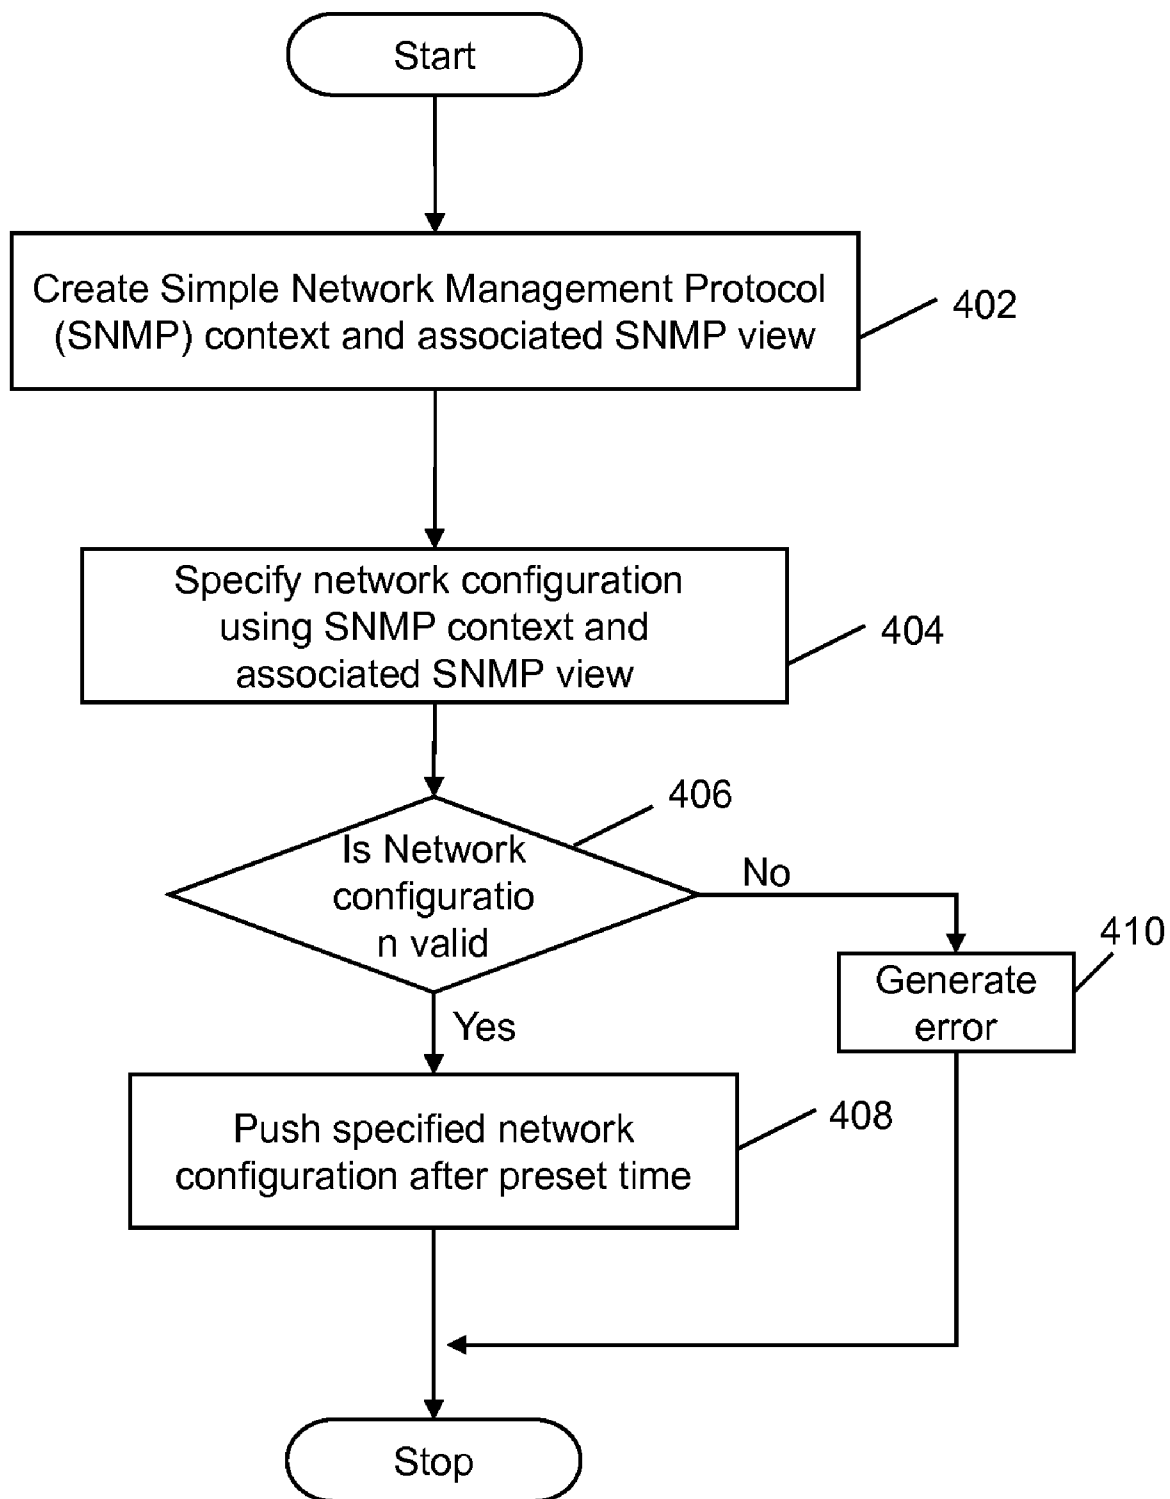 Start
Create Simple Network Management Protocol
(SNMP) context and associated SNMP view
402
Specify network configuration
using SNMP context and
associated SNMP view
404
406
Is Network
configuratio
n valid
No
410
Generate
error
Yes
Push specified network
configuration after preset time
408
Stop